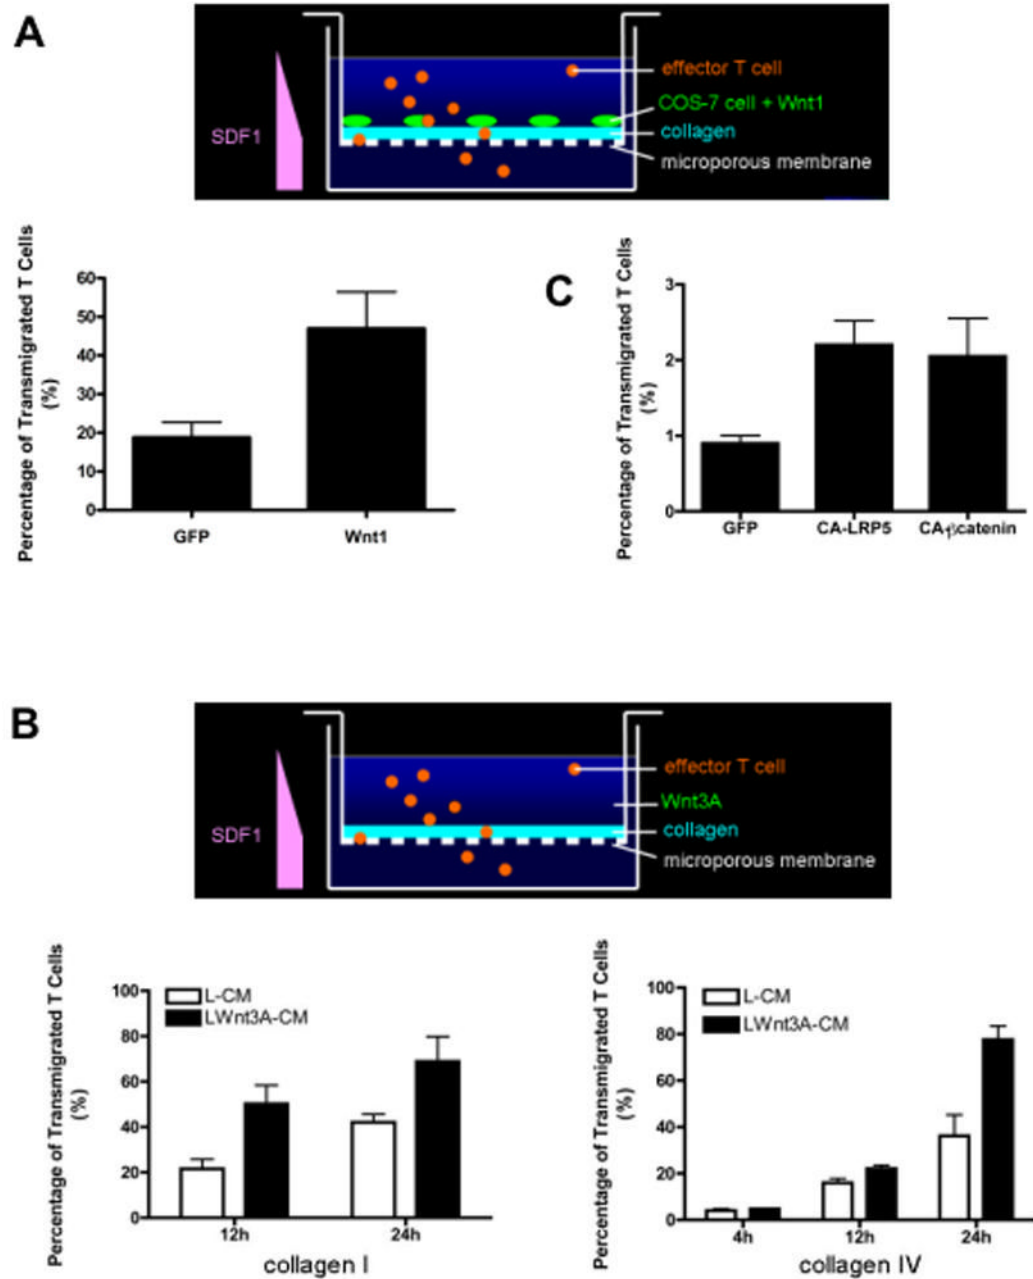 A
effector T cell
COS-7 cell + Wnt1
SDF1
collagen
microporous membrane
Percentage of Transmigrated T Cells
(%)
60
50
40
30
20
10
0
GFP
Wnt1
C
Percentage of Transmigrated T Cells
(%)
3
2
1
0
GFP
CA-LRP5
CA-βcatenin
B
effector T cell
Wnt3A
SDF1
collagen
microporous membrane
Percentage of Transmigrated T Cells
(%)
100
80
60
40
20
0
L-CM
LWnt3A-CM
12h
24h
collagen I
Percentage of Transmigrated T Cells
(%)
100
80
60
40
20
0
L-CM
LWnt3A-CM
4h
12h
24h
collagen IV